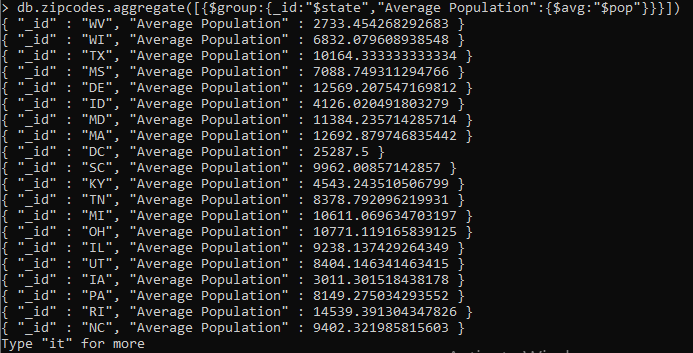 > db.zipcodes.aggregate([{$group:{_id:"$state","Average Population":{$avg:"$pop"}}}])
{ "_id" : "WV", "Average Population" : 2733.454268292683 }
{ "_id" : "WI", "Average Population" : 6832.079608938548 }
{ "_id" : "TX", "Average Population" : 10164.333333333334 }
{ "_id" : "MS", "Average Population" : 7088.749311294766 }
{ "_id" : "DE", "Average Population" : 12569.207547169812 }
{ "_id" : "ID", "Average Population" : 4126.020491803279 }
{ "_id" : "MD", "Average Population" : 11384.235714285714 }
{ "_id" : "MA", "Average Population" : 12692.879746835442 }
{ "_id" : "DC", "Average Population" : 25287.5 }
{ "_id" : "SC", "Average Population" : 9962.00857142857 }
{ "_id" : "KY", "Average Population" : 4543.243510506799 }
{ "_id" : "TN", "Average Population" : 8378.792096219931 }
{ "_id" : "MI", "Average Population" : 10611.069634703197 }
{ "_id" : "OH", "Average Population" : 10771.119165839125 }
{ "_id" : "IL", "Average Population" : 9238.137429264349 }
{ "_id" : "UT", "Average Population" : 8404.146341463415 }
{ "_id" : "IA", "Average Population" : 3011.301518438178 }
{ "_id" : "PA", "Average Population" : 8149.275034293552 }
{ "_id" : "RI", "Average Population" : 14539.391304347826 }
{ "_id" : "NC", "Average Population" : 9402.321985815603 }
Type "it" for more